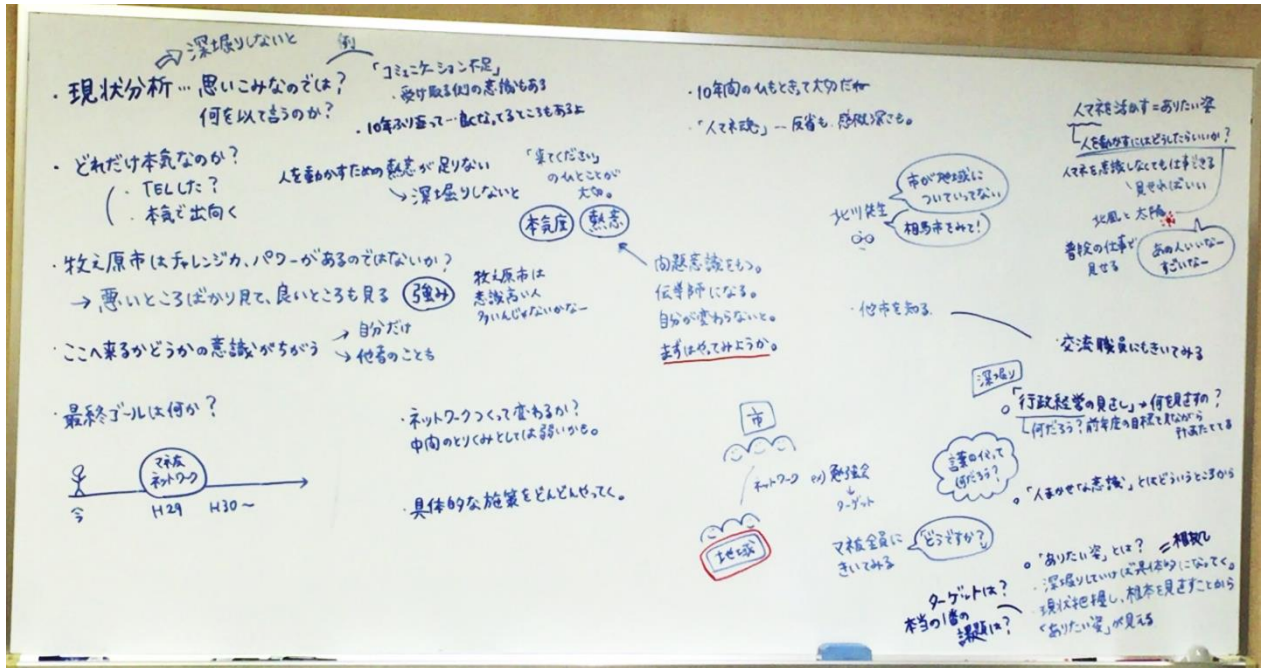 深堀りしないと
例
・現状分析…思いこみなのでは?
何を以て言うのか?
「コミュニケーション不足」
・受け取る側の意識もある
・10年ふり返って…良くなってるところもあるよ
・どれだけ本気なのか?
・TELした?
・本気で出向く
人を動かすための熱意が足りない
→深堀りしないと
「来てください」
のひとことが
大切。
本気度 熱意
・牧之原市はチャレンジ力、パワーがあるのではないか?
→悪いところばかり見て、良いところも見る 強み
牧之原市は
意識高い人
多いんじゃないかなー
・ここへ来るかどうかの意識がちがう
→自分だけ
→他者のことも
問題意識をもつ。
伝導師になる。
自分が変わらないと。
まずはやってみようか。
・最終ゴールは何か?
マネ友
ネットワーク
今 H29 H30〜
・ネットワークつくって変わるか?
中間のとりくみとしては弱いかも。
・具体的な施策をどんどんやってく。
・10年間の
大切だね
・「人マネ魂」…反省も、感慨深さも。
北川先生
市が地域に
ついていってない
相馬市をみて!
人マネを活かす=ありたい姿
人を動かすにはどうしたらいいか?
人マネを意識しなくても仕事できる
見せればいい
北風と太陽
普段の仕事で
見せる
あの人いいなー
すごいなー
・他市を知る
・交流職員にもきいてみる
市
ネットワーク ex)勉強会
ターゲット
地域
マネ友全員に
きいてみる
「どうですか?」
深堀り
「行政経営の見さし」→何を見さすの?
何だろう?前年度の目標で見ながら
計あたててる
言葉の
何だろう?
「人まかせな意識」とはどういうところから
「ありたい姿」とは? =根拠
・深堀りしていけば具体的になってく。
・現状把握し、根本を見さすことから
「ありたい姿」が見える
ターゲットは?
本当の1番の
課題は?